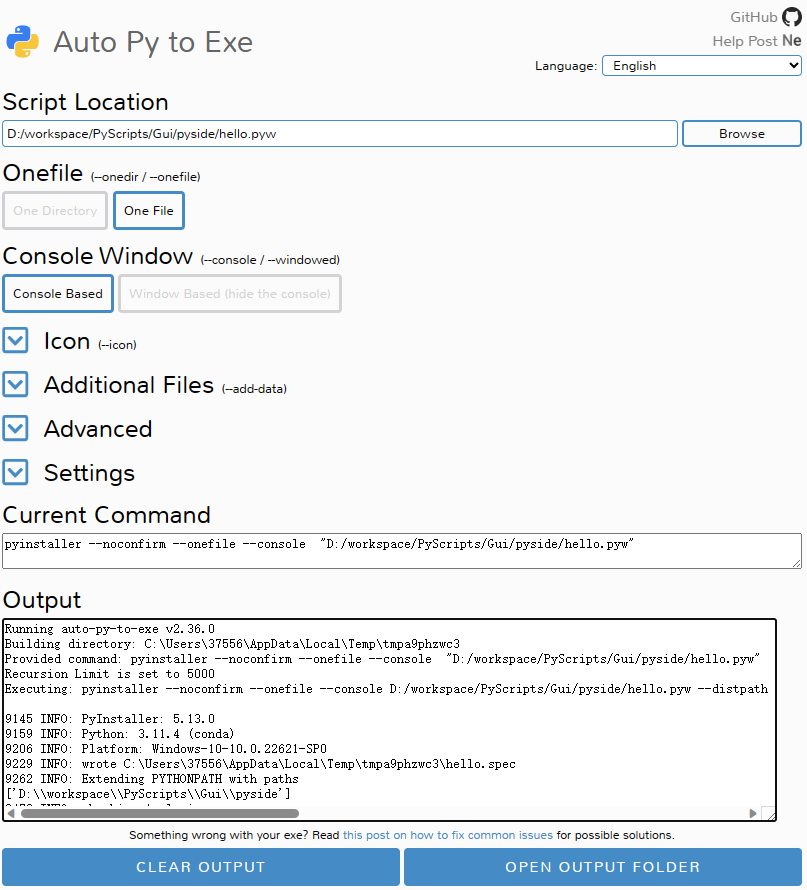 Auto Py to Exe
GitHub
Help Post Ne
Language: English
Script Location
D:/workspace/PyScripts/Gui/pyside/hello.pyw
Browse
Onefile (--onedir / --onefile)
One Directory One File
Console Window (--console / --windowed)
Console Based Window Based (hide the console)
Icon (--icon)
Additional Files (--add-data)
Advanced
Settings
Current Command
pyinstaller --noconfirm --onefile --console  "D:/workspace/PyScripts/Gui/pyside/hello.pyw"
Output
Running auto-py-to-exe v2.36.0
Building directory: C:\Users\37556\AppData\Local\Temp\tmpa9phzwc3
Provided command: pyinstaller --noconfirm --onefile --console  "D:/workspace/PyScripts/Gui/pyside/hello.pyw"
Recursion Limit is set to 5000
Executing: pyinstaller --noconfirm --onefile --console D:/workspace/PyScripts/Gui/pyside/hello.pyw --distpath
9145 INFO: PyInstaller: 5.13.0
9159 INFO: Python: 3.11.4 (conda)
9206 INFO: Platform: Windows-10-10.0.22621-SP0
9229 INFO: wrote C:\Users\37556\AppData\Local\Temp\tmpa9phzwc3\hello.spec
9262 INFO: Extending PYTHONPATH with paths
['D:\\workspace\\PyScripts\\Gui\\pyside']
Something wrong with your exe? Read this post on how to fix common issues for possible solutions.
CLEAR OUTPUT OPEN OUTPUT FOLDER